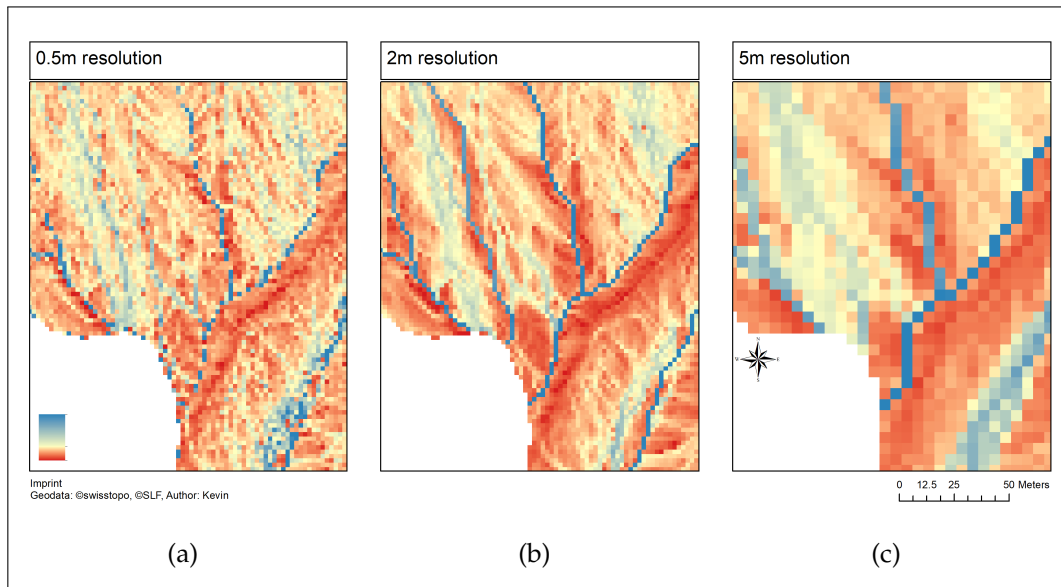 0.5m resolution
2m resolution
5m resolution
N
W E
S
Imprint
Geodata: ©swisstopo, ©SLF, Author: Kevin
0 12.5 25 50 Meters
(a)
(b)
(c)